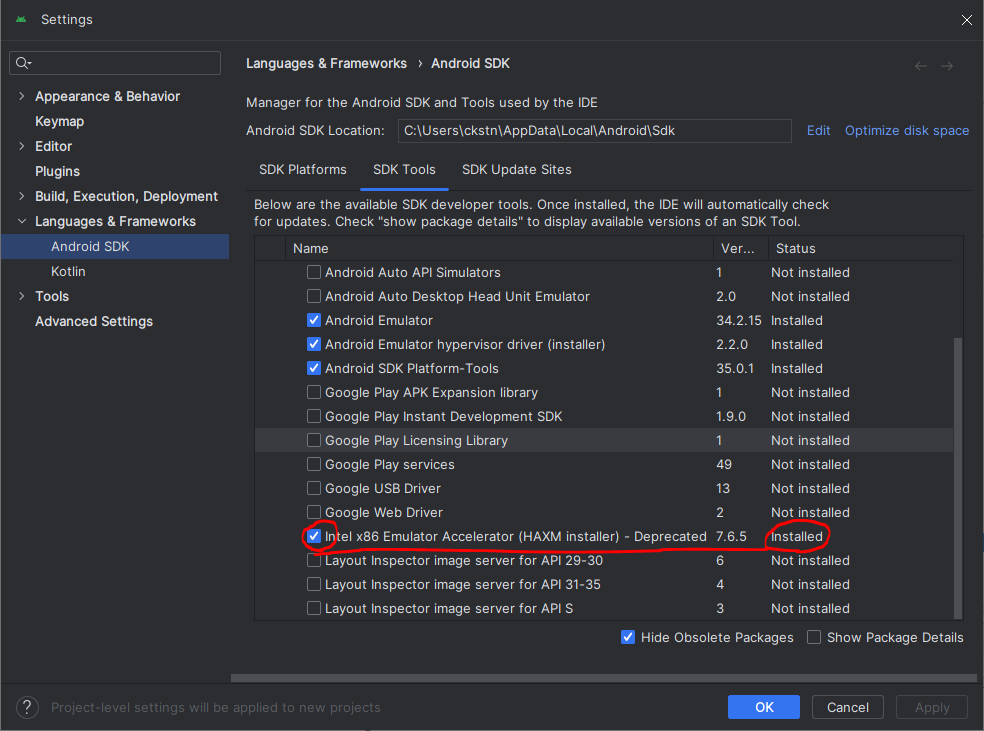 Settings
Languages & Frameworks › Android SDK
Appearance & Behavior
Keymap
Editor
Plugins
Build, Execution, Deployment
Languages & Frameworks
Android SDK
Kotlin
Tools
Advanced Settings
Manager for the Android SDK and Tools used by the IDE
Android SDK Location: C:\Users\ckstn\AppData\Local\Android\Sdk Edit Optimize disk space
SDK Platforms SDK Tools SDK Update Sites
Below are the available SDK developer tools. Once installed, the IDE will automatically check
for updates. Check "show package details" to display available versions of an SDK Tool.
Name Ver... Status
Android Auto API Simulators 1 Not installed
Android Auto Desktop Head Unit Emulator 2.0 Not installed
Android Emulator 34.2.15 Installed
Android Emulator hypervisor driver (installer) 2.2.0 Installed
Android SDK Platform-Tools 35.0.1 Installed
Google Play APK Expansion library 1 Not installed
Google Play Instant Development SDK 1.9.0 Not installed
Google Play Licensing Library 1 Not installed
Google Play services 49 Not installed
Google USB Driver 13 Not installed
Google Web Driver 2 Not installed
Intel x86 Emulator Accelerator (HAXM installer) - Deprecated 7.6.5 Installed
Layout Inspector image server for API 29-30 6 Not installed
Layout Inspector image server for API 31-35 4 Not installed
Layout Inspector image server for API S 3 Not installed
Hide Obsolete Packages Show Package Details
? Project-level settings will be applied to new projects
OK Cancel Apply